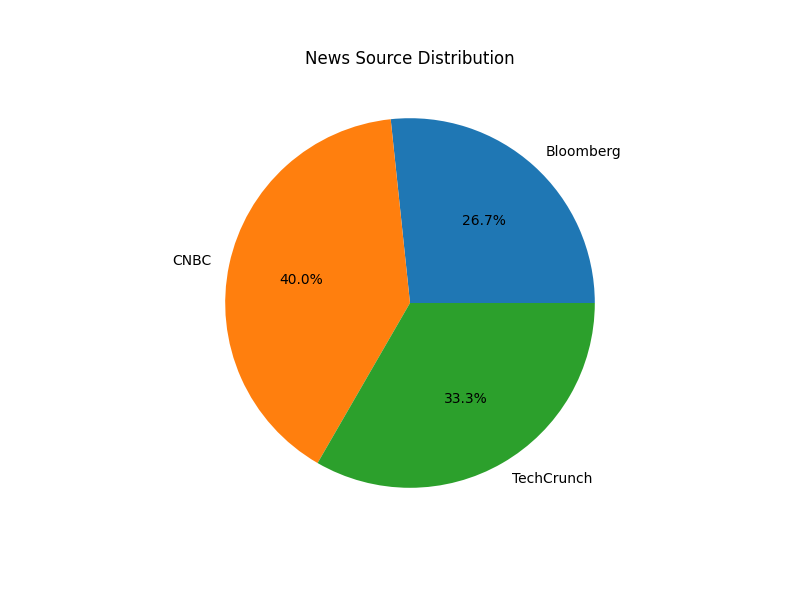 News Source Distribution
Bloomberg
26.7%
CNBC
40.0%
33.3%
TechCrunch